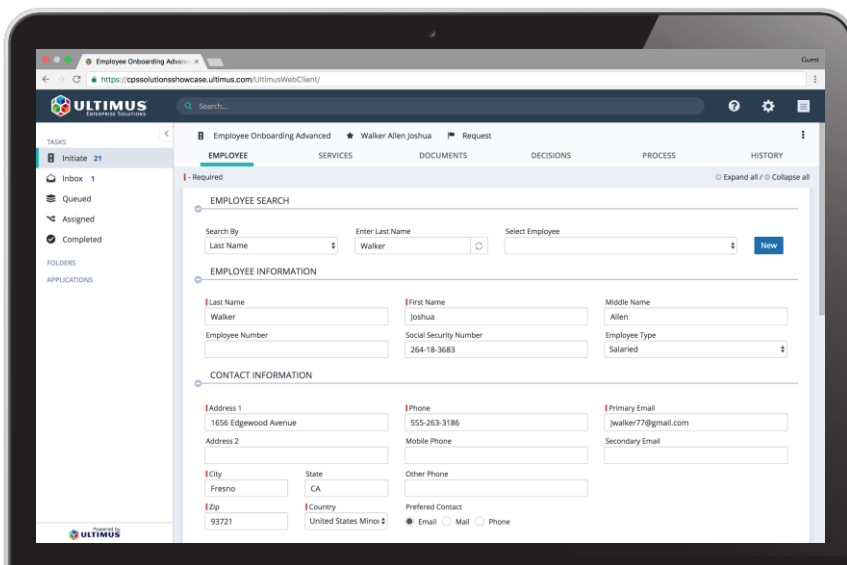 Employee Onboarding Advanc
Guest
https://cpssolutionsshowcase.ultimus.com/UltimusWebClient/
ULTIMUS
ENTERPRISE SOLUTIONS
Search...
TASKS
Initiate 21
Inbox 1
Queued
Assigned
Completed
FOLDERS
APPLICATIONS
Powered by
ULTIMUS
Employee Onboarding Advanced Walker Allen Joshua Request
EMPLOYEE SERVICES DOCUMENTS DECISIONS PROCESS HISTORY
- Required Expand all / Collapse all
EMPLOYEE SEARCH
Search By Enter Last Name Select Employee
Last Name Walker New
EMPLOYEE INFORMATION
Last Name First Name Middle Name
Walker Joshua Allen
Employee Number Social Security Number Employee Type
264-18-3683 Salaried
CONTACT INFORMATION
Address 1 Phone Primary Email
1656 Edgewood Avenue 555-263-3186 Jwalker77@gmail.com
Address 2 Mobile Phone Secondary Email
City State Other Phone
Fresno CA
Zip Country Prefered Contact
93721 United States Minor Email Mail Phone